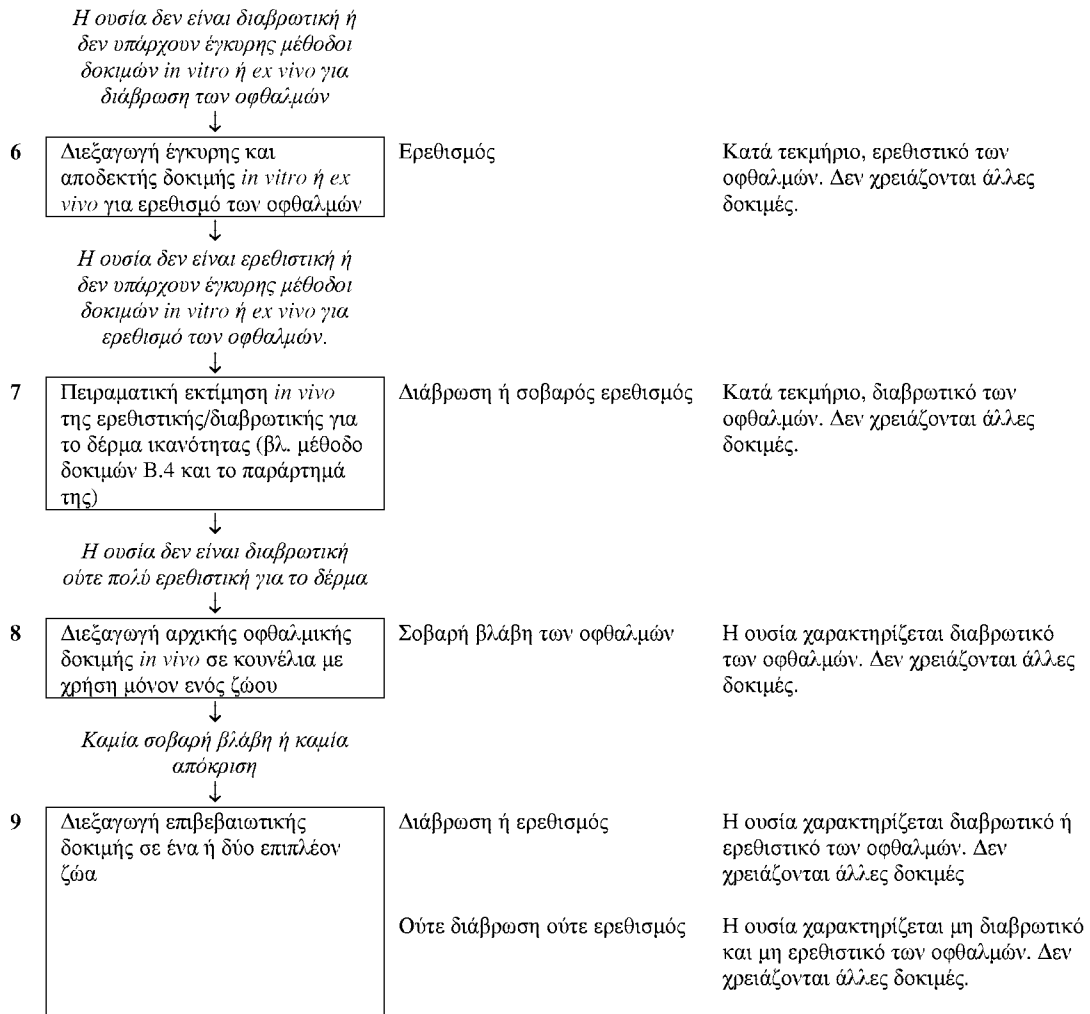 Η ουσία δεν είναι διαβρωτική ή
δεν υπάρχουν έγκυρης μέθοδοι
δοκιμών in vitro ή ex vivo για
διάβρωση των οφθαλμών
↓
6 Διεξαγωγή έγκυρης και
αποδεκτής δοκιμής in vitro ή ex
vivo για ερεθισμό των οφθαλμών
Ερεθισμός
Κατά τεκμήριο, ερεθιστικό των
οφθαλμών. Δεν χρειάζονται άλλες
δοκιμές.
↓
Η ουσία δεν είναι ερεθιστική ή
δεν υπάρχουν έγκυρης μέθοδοι
δοκιμών in vitro ή ex vivo για
ερεθισμό των οφθαλμών.
↓
7 Πειραματική εκτίμηση in vivo
της ερεθιστικής/διαβρωτικής για
το δέρμα ικανότητας (βλ. μέθοδο
δοκιμών B.4 και το παράρτημά
της)
Διάβρωση ή σοβαρός ερεθισμός
Κατά τεκμήριο, διαβρωτικό των
οφθαλμών. Δεν χρειάζονται άλλες
δοκιμές.
↓
Η ουσία δεν είναι διαβρωτική
ούτε πολύ ερεθιστική για το δέρμα
↓
8 Διεξαγωγή αρχικής οφθαλμικής
δοκιμής in vivo σε κουνέλια με
χρήση μόνον ενός ζώου
Σοβαρή βλάβη των οφθαλμών
Η ουσία χαρακτηρίζεται διαβρωτικό
των οφθαλμών. Δεν χρειάζονται άλλες
δοκιμές.
↓
Καμία σοβαρή βλάβη ή καμία
απόκριση
↓
9 Διεξαγωγή επιβεβαιωτικής
δοκιμής σε ένα ή δύο επιπλέον
ζώα
Διάβρωση ή ερεθισμός
Η ουσία χαρακτηρίζεται διαβρωτικό ή
ερεθιστικό των οφθαλμών. Δεν
χρειάζονται άλλες δοκιμές
Ούτε διάβρωση ούτε ερεθισμός
Η ουσία χαρακτηρίζεται μη διαβρωτικό
και μη ερεθιστικό των οφθαλμών. Δεν
χρειάζονται άλλες δοκιμές.